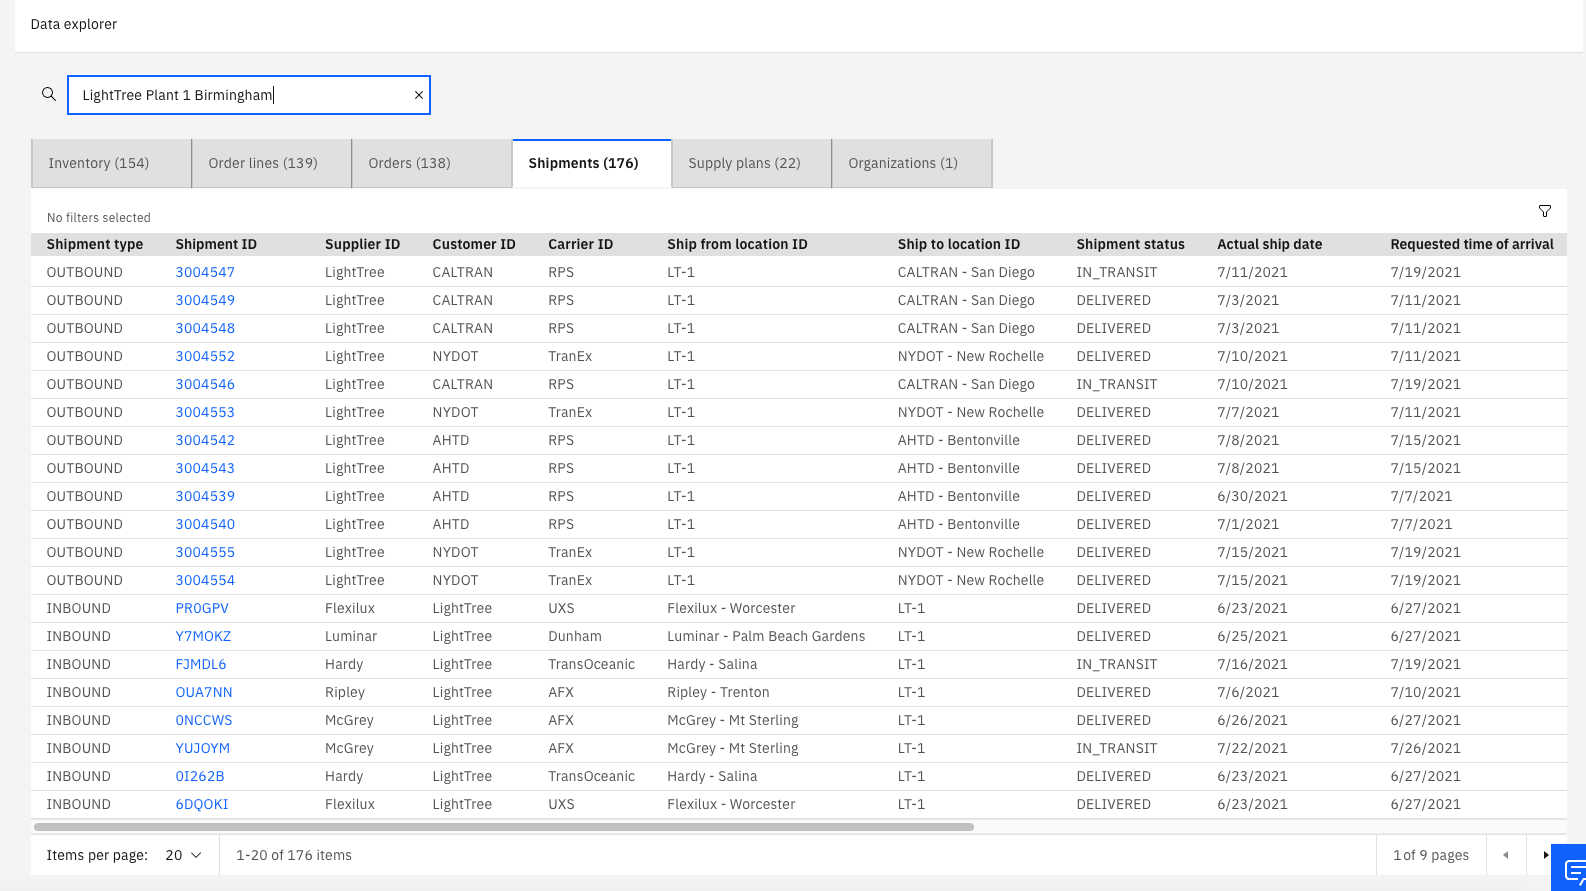 Data explorer
LightTree Plant 1 Birmingham
Inventory (154) Order lines (139) Orders (138) Shipments (176) Supply plans (22) Organizations (1)
No filters selected
Shipment type Shipment ID Supplier ID Customer ID Carrier ID Ship from location ID Ship to location ID Shipment status Actual ship date Requested time of arrival
OUTBOUND 3004547 LightTree CALTRAN RPS LT-1 CALTRAN - San Diego IN_TRANSIT 7/11/2021 7/19/2021
OUTBOUND 3004549 LightTree CALTRAN RPS LT-1 CALTRAN - San Diego DELIVERED 7/3/2021 7/11/2021
OUTBOUND 3004548 LightTree CALTRAN RPS LT-1 CALTRAN - San Diego DELIVERED 7/3/2021 7/11/2021
OUTBOUND 3004552 LightTree NYDOT TranEx LT-1 NYDOT - New Rochelle DELIVERED 7/10/2021 7/11/2021
OUTBOUND 3004546 LightTree CALTRAN RPS LT-1 CALTRAN - San Diego IN_TRANSIT 7/10/2021 7/19/2021
OUTBOUND 3004553 LightTree NYDOT TranEx LT-1 NYDOT - New Rochelle DELIVERED 7/7/2021 7/11/2021
OUTBOUND 3004542 LightTree AHTD RPS LT-1 AHTD - Bentonville DELIVERED 7/8/2021 7/15/2021
OUTBOUND 3004543 LightTree AHTD RPS LT-1 AHTD - Bentonville DELIVERED 7/8/2021 7/15/2021
OUTBOUND 3004539 LightTree AHTD RPS LT-1 AHTD - Bentonville DELIVERED 6/30/2021 7/7/2021
OUTBOUND 3004540 LightTree AHTD RPS LT-1 AHTD - Bentonville DELIVERED 7/1/2021 7/7/2021
OUTBOUND 3004555 LightTree NYDOT TranEx LT-1 NYDOT - New Rochelle DELIVERED 7/15/2021 7/19/2021
OUTBOUND 3004554 LightTree NYDOT TranEx LT-1 NYDOT - New Rochelle DELIVERED 7/15/2021 7/19/2021
INBOUND PR0GPV Flexilux LightTree UXS Flexilux - Worcester LT-1 DELIVERED 6/23/2021 6/27/2021
INBOUND Y7MOKZ Luminar LightTree Dunham Luminar - Palm Beach Gardens LT-1 DELIVERED 6/25/2021 6/27/2021
INBOUND FJMDL6 Hardy LightTree TransOceanic Hardy - Salina LT-1 IN_TRANSIT 7/16/2021 7/19/2021
INBOUND OUA7NN Ripley LightTree AFX Ripley - Trenton LT-1 DELIVERED 7/6/2021 7/10/2021
INBOUND 0NCCWS McGrey LightTree AFX McGrey - Mt Sterling LT-1 DELIVERED 6/26/2021 6/27/2021
INBOUND YUJOYM McGrey LightTree AFX McGrey - Mt Sterling LT-1 IN_TRANSIT 7/22/2021 7/26/2021
INBOUND 0I262B Hardy LightTree TransOceanic Hardy - Salina LT-1 DELIVERED 6/23/2021 6/27/2021
INBOUND 6DQOKI Flexilux LightTree UXS Flexilux - Worcester LT-1 DELIVERED 6/23/2021 6/27/2021
Items per page: 20 1-20 of 176 items 1 of 9 pages